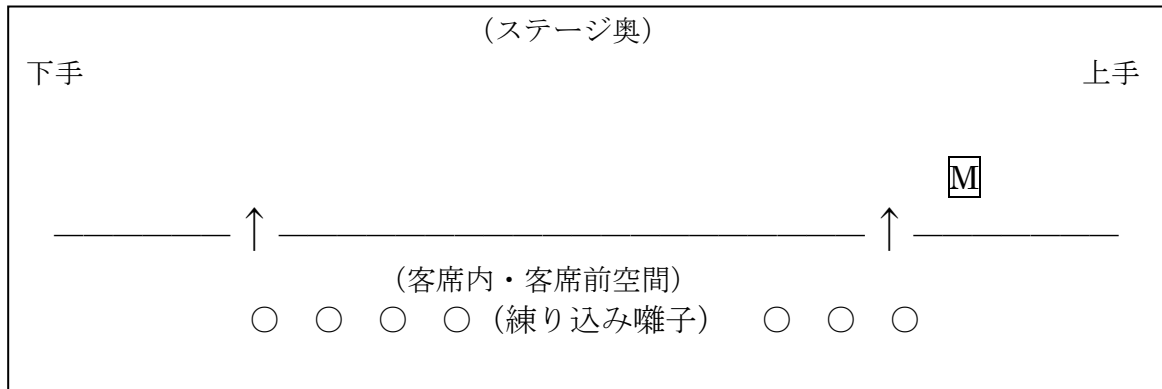 (ステージ奥)
下手 上手
M
↑ ↑
(客席内・客席前空間)
○ ○ ○ ○(練り込み囃子) ○ ○ ○